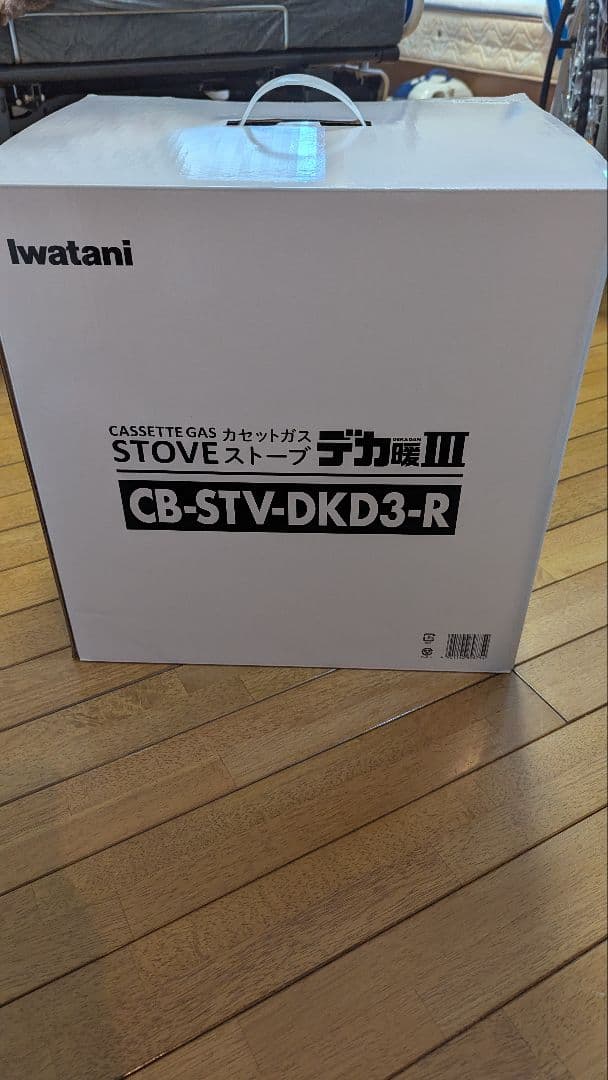 Iwatani
CASSETTE GAS カセットガス
STOVE ストーブ デカ暖III
DEKADAN
CB-STV-DKD3-R